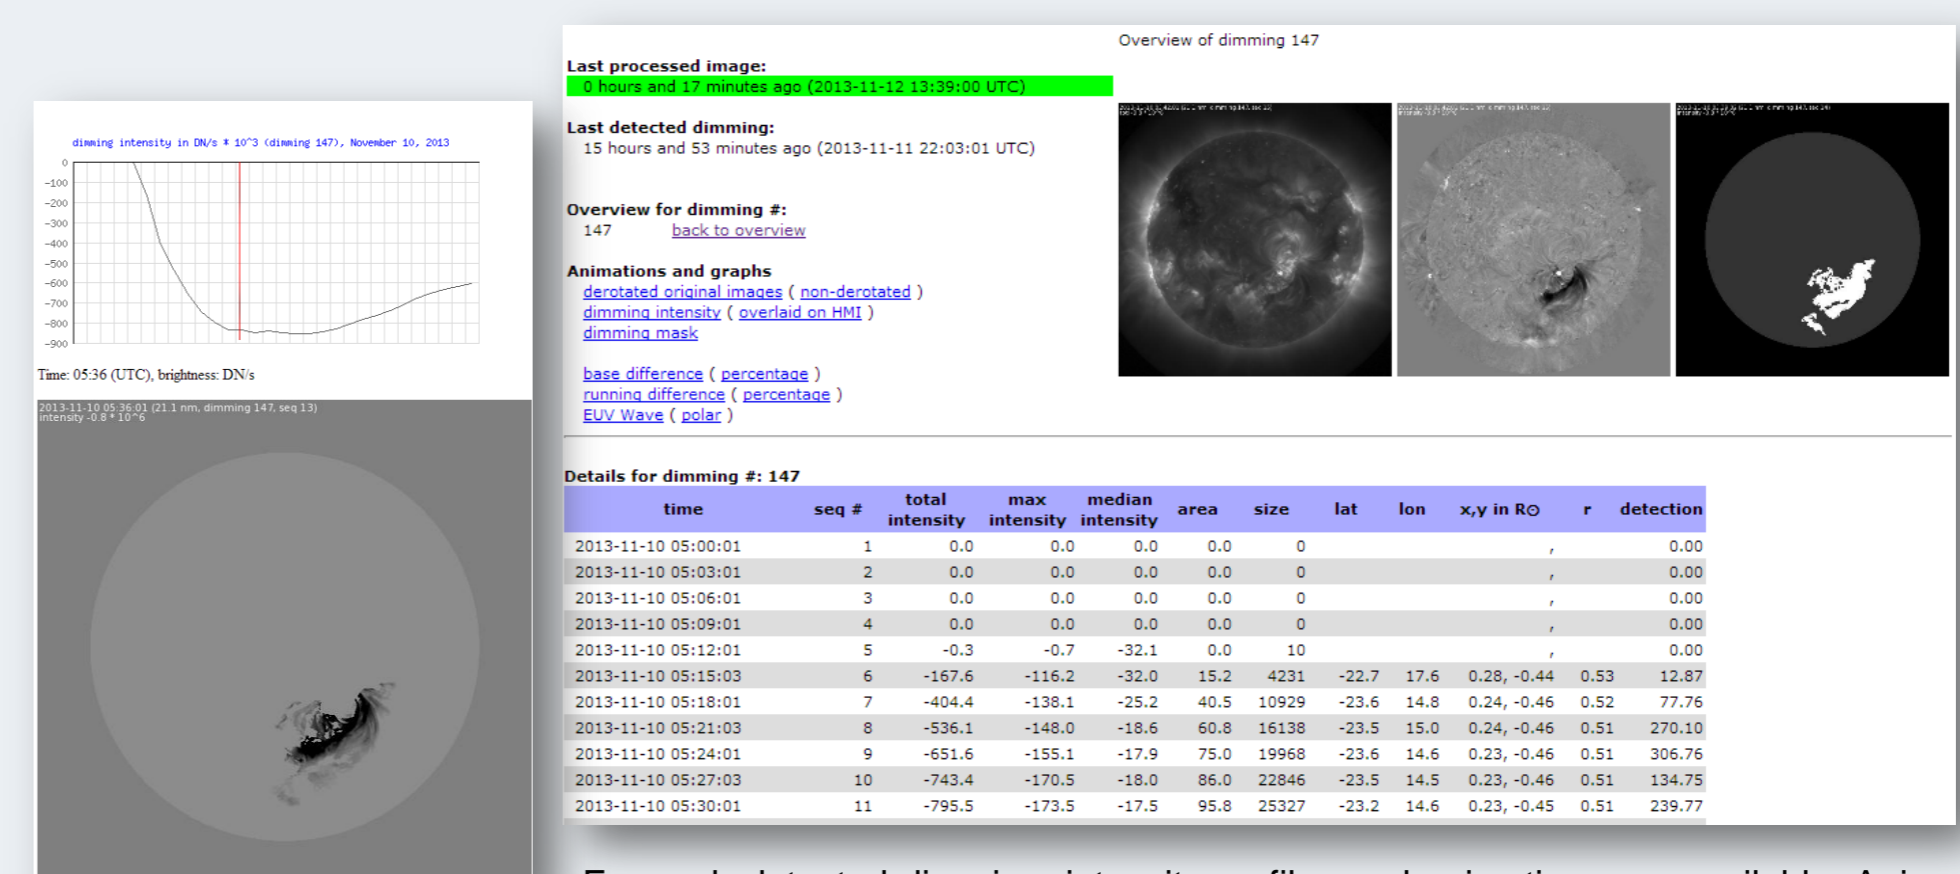 dimming intensity in DN/s * 10^3 (dimming 147), November 10, 2013
0
-100
-200
-300
-400
-500
-600
-700
-800
-900
Time: 05:36 (UTC), brightness: DN/s
2013-11-10 05:36:01 (21.1 nm, dimming 147, seq 13)
intensity -0.8 * 10^6
Overview of dimming 147
Last processed image:
0 hours and 17 minutes ago (2013-11-12 13:39:00 UTC)
Last detected dimming:
15 hours and 53 minutes ago (2013-11-11 22:03:01 UTC)
Overview for dimming #:
147 back to overview
Animations and graphs
derotated original images ( non-derotated )
dimming intensity ( overlaid on HMI )
dimming mask
base difference ( percentage )
running difference ( percentage )
EUV Wave ( polar )
Details for dimming #: 147
time seq # total intensity max intensity median intensity area size lat lon x,y in R⊙ r detection
2013-11-10 05:00:01 1 0.0 0.0 0.0 0.0 0 , 0.00
2013-11-10 05:03:01 2 0.0 0.0 0.0 0.0 0 , 0.00
2013-11-10 05:06:01 3 0.0 0.0 0.0 0.0 0 , 0.00
2013-11-10 05:09:01 4 0.0 0.0 0.0 0.0 0 , 0.00
2013-11-10 05:12:01 5 -0.3 -0.7 -32.1 0.0 10 , 0.00
2013-11-10 05:15:03 6 -167.6 -116.2 -32.0 15.2 4231 -22.7 17.6 0.28, -0.44 0.53 12.87
2013-11-10 05:18:01 7 -404.4 -138.1 -25.2 40.5 10929 -23.6 14.8 0.24, -0.46 0.52 77.76
2013-11-10 05:21:03 8 -536.1 -148.0 -18.6 60.8 16138 -23.5 15.0 0.24, -0.46 0.51 270.10
2013-11-10 05:24:01 9 -651.6 -155.1 -17.9 75.0 19968 -23.6 14.6 0.23, -0.46 0.51 306.76
2013-11-10 05:27:03 10 -743.4 -170.5 -18.0 86.0 22846 -23.5 14.5 0.23, -0.46 0.51 134.75
2013-11-10 05:30:01 11 -795.5 -173.5 -17.5 95.8 25327 -23.2 14.6 0.23, -0.45 0.51 239.77